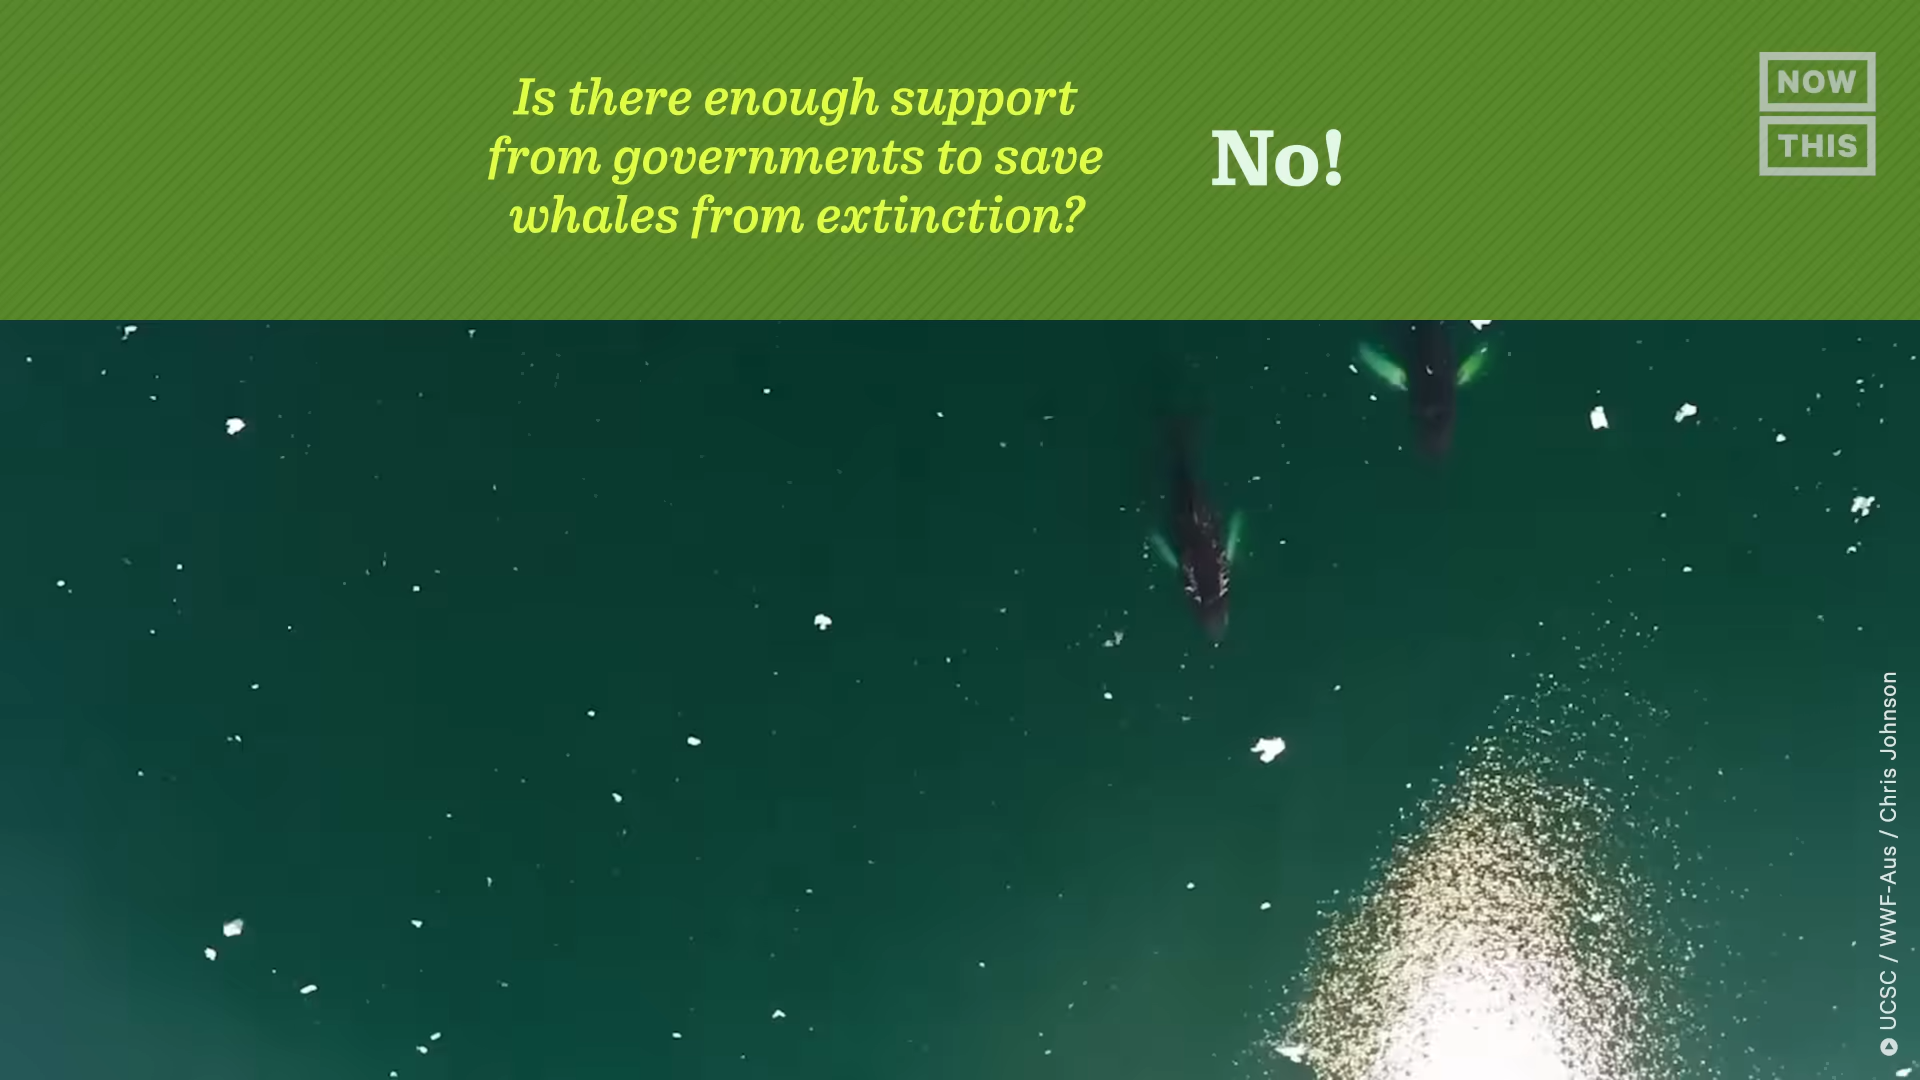 Is there enough support
from governments to save
whales from extinction?
No!
NOW
THIS
UCSC / WWF-Aus / Chris Johnson